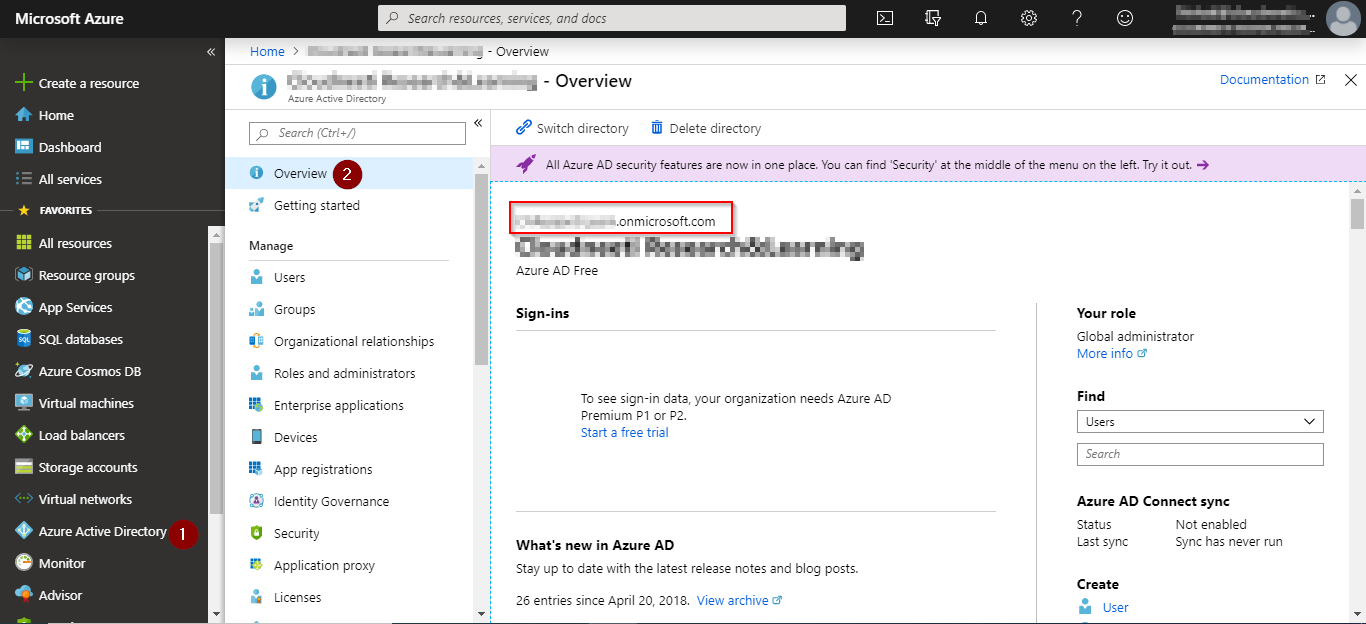 Microsoft Azure
Search resources, services, and docs
Create a resource
Home
Dashboard
All services
FAVORITES
All resources
Resource groups
App Services
SQL databases
Azure Cosmos DB
Virtual machines
Load balancers
Storage accounts
Virtual networks
Azure Active Directory 1
Monitor
Advisor
Home > - Overview
- Overview
Azure Active Directory
Documentation
Search (Ctrl+/)
Overview 2
Getting started
Manage
Users
Groups
Organizational relationships
Roles and administrators
Enterprise applications
Devices
App registrations
Identity Governance
Security
Application proxy
Licenses
Switch directory
Delete directory
All Azure AD security features are now in one place. You can find 'Security' at the middle of the menu on the left. Try it out.
.onmicrosoft.com
Azure AD Free
Sign-ins
To see sign-in data, your organization needs Azure AD
Premium P1 or P2.
Start a free trial
What's new in Azure AD
Stay up to date with the latest release notes and blog posts.
26 entries since April 20, 2018. View archive
Your role
Global administrator
More info
Find
Users
Search
Azure AD Connect sync
Status Not enabled
Last sync Sync has never run
Create
User